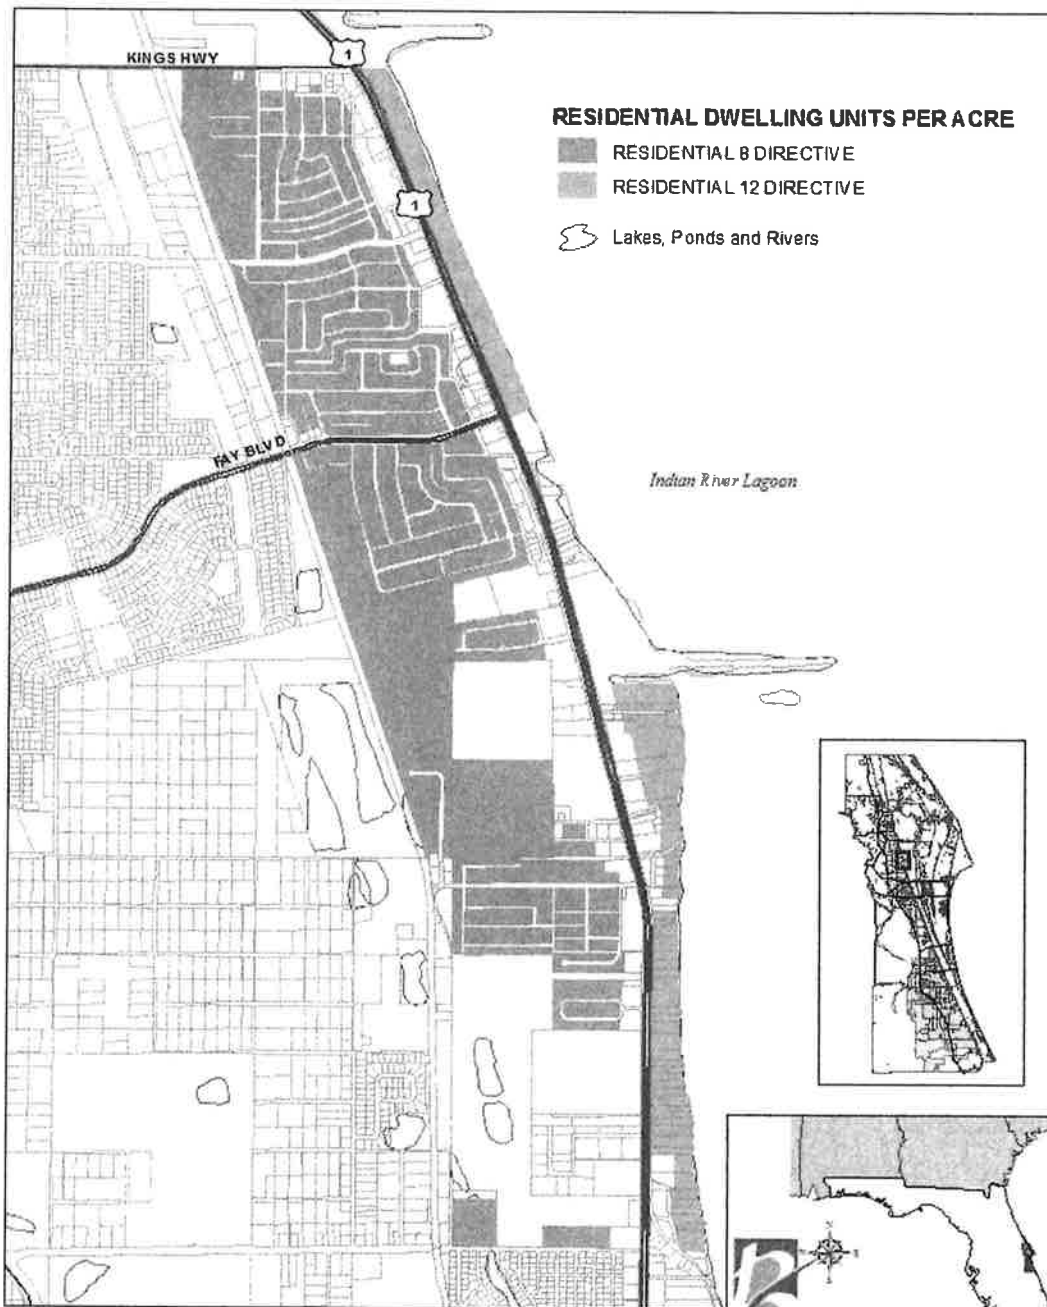 KINGS HWY
1
RESIDENTIAL DWELLING UNITS PER ACRE
RESIDENTIAL 8 DIRECTIVE
RESIDENTIAL 12 DIRECTIVE
1
Lakes, Ponds and Rivers
FAY BLVD
Indian River Lagoon